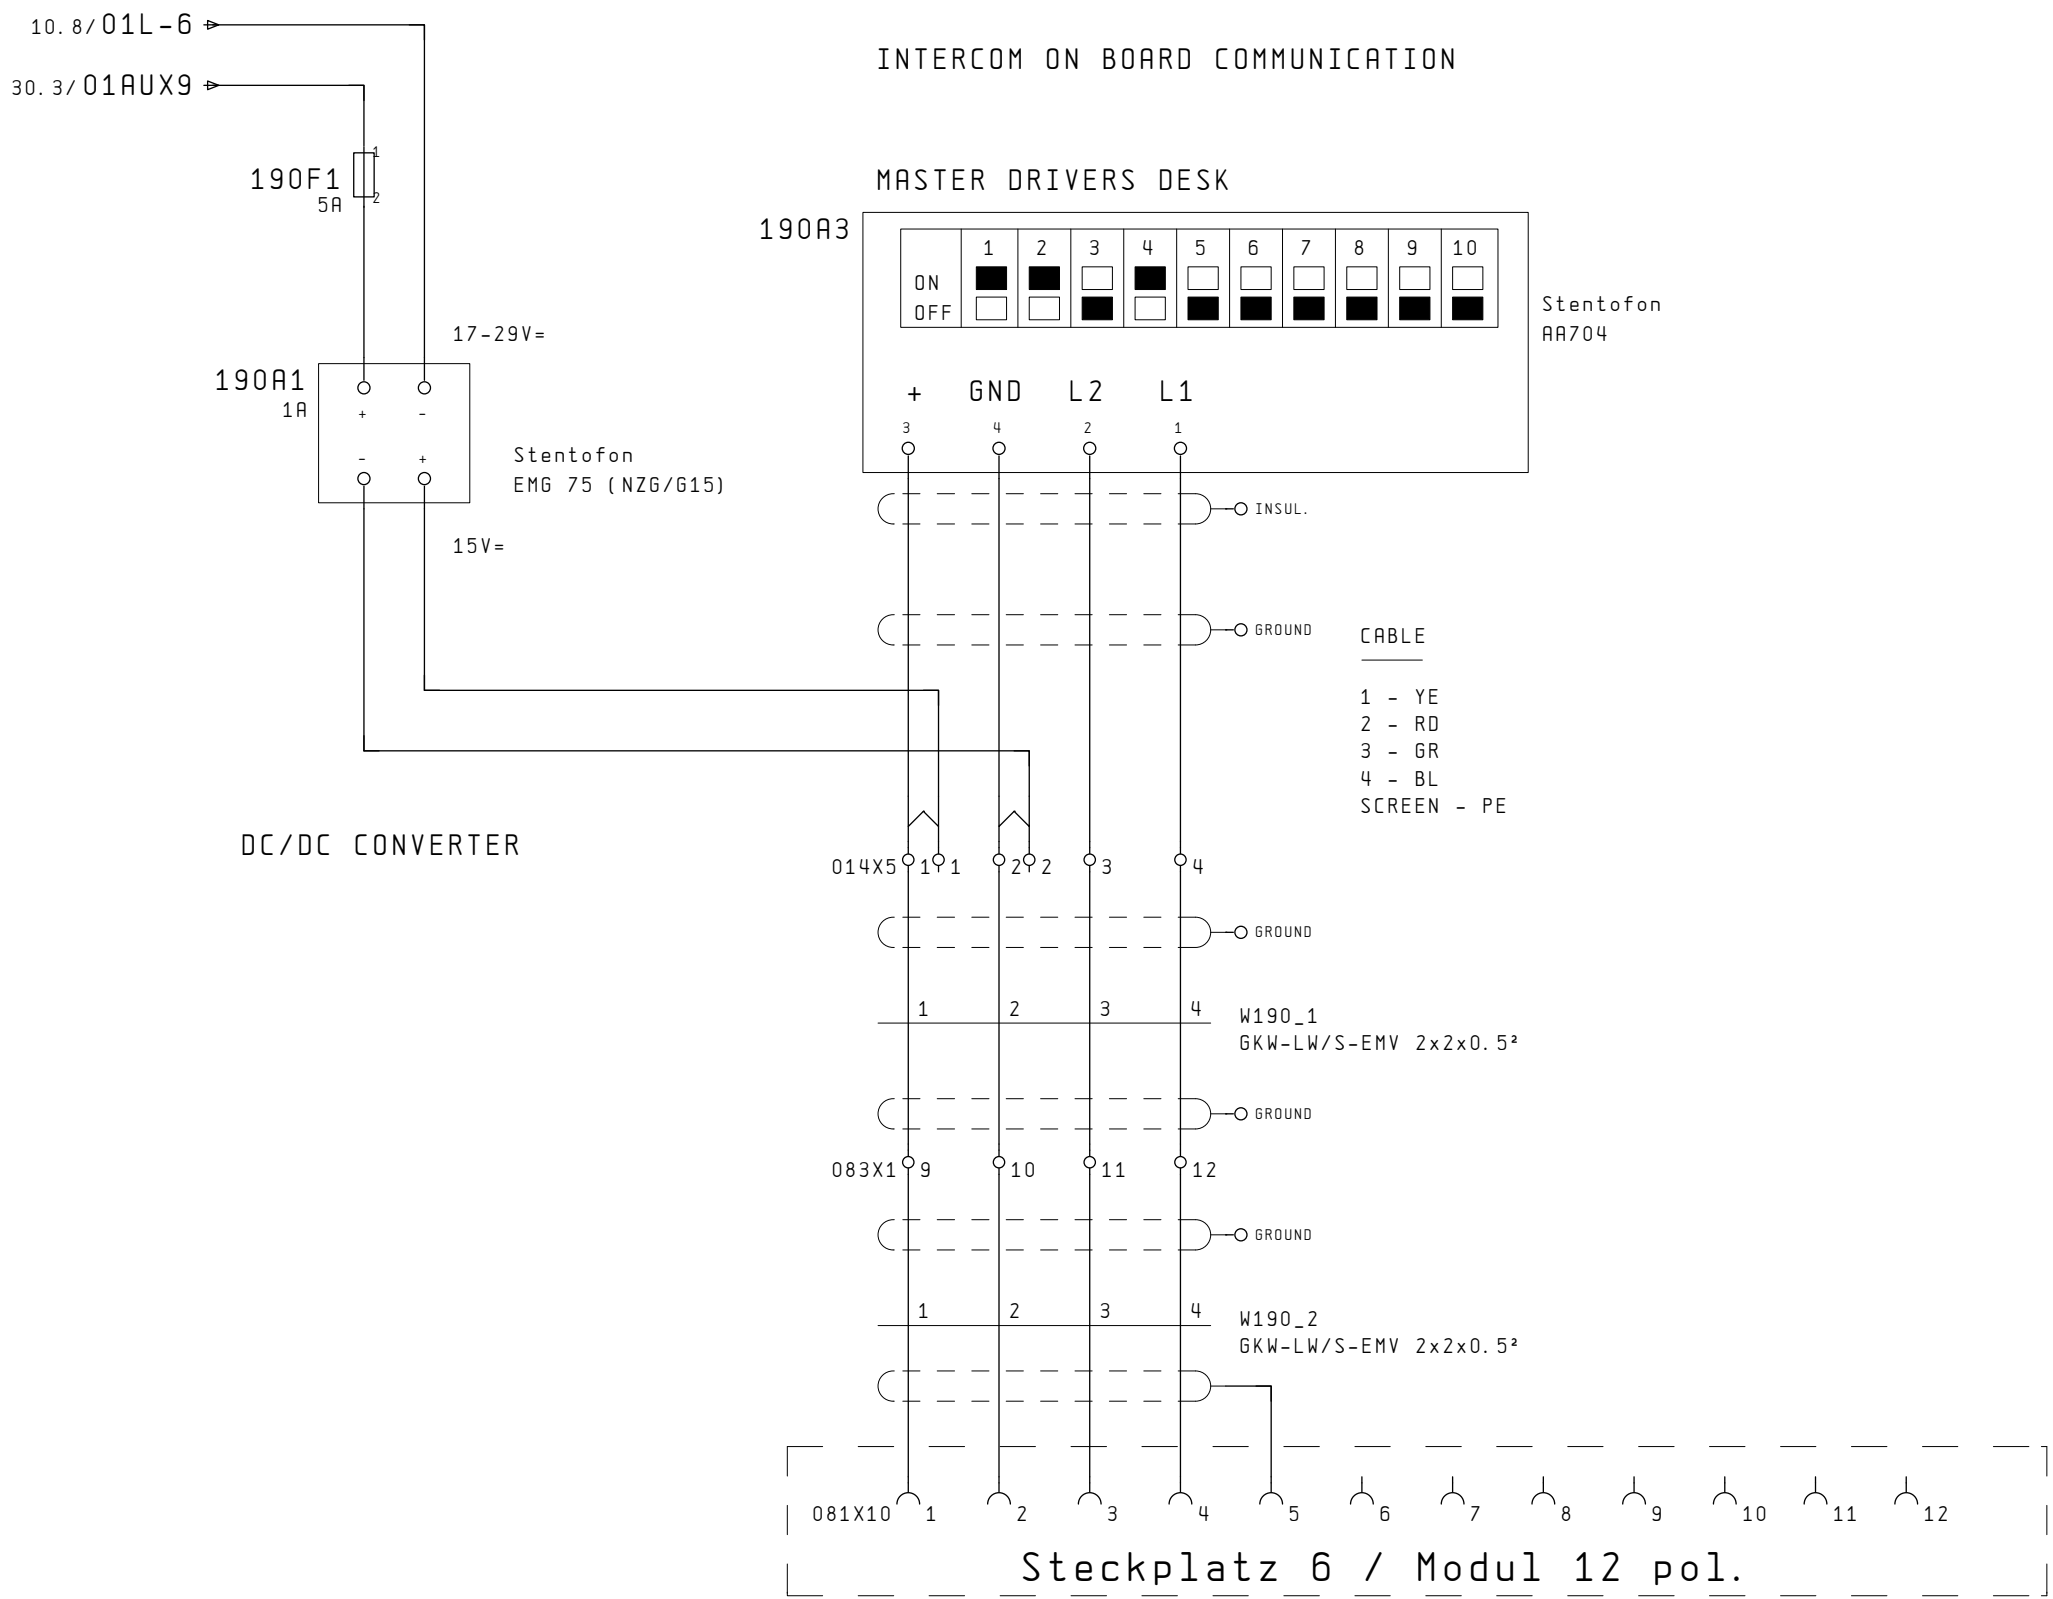 10.8/01L-6
30.3/01AUX9
INTERCOM ON BOARD COMMUNICATION
190F1
5A
1
2
MASTER DRIVERS DESK
190A3
1 2 3 4 5 6 7 8 9 10
ON
OFF
Stentofon
AA704
+ GND L2 L1
3 4 2 1
17-29V=
190A1
1A
+ -
- +
Stentofon
EMG 75 (NZG/G15)
15V=
INSUL.
GROUND
CABLE
1 - YE
2 - RD
3 - GR
4 - BL
SCREEN - PE
DC/DC CONVERTER
014X5 1 1 2 2 3 4
GROUND
1 2 3 4
W190_1
GKW-LW/S-EMV 2x2x0.5²
GROUND
083X1 9 10 11 12
GROUND
1 2 3 4
W190_2
GKW-LW/S-EMV 2x2x0.5²
081X10 1 2 3 4 5 6 7 8 9 10 11 12
Steckplatz 6 / Modul 12 pol.